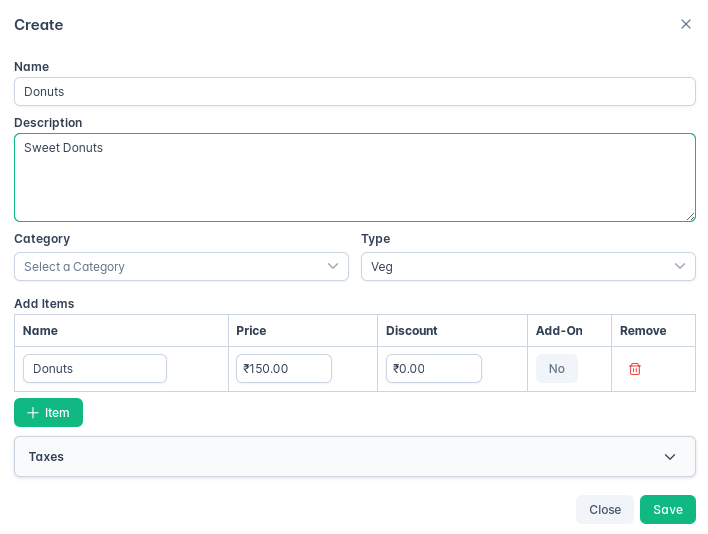 Create
Name
Donuts
Description
Sweet Donuts
Category Type
Select a Category Veg
Add Items
Name Price Discount Add-On Remove
Donuts ₹150.00 ₹0.00 No
Item
Taxes
Close Save